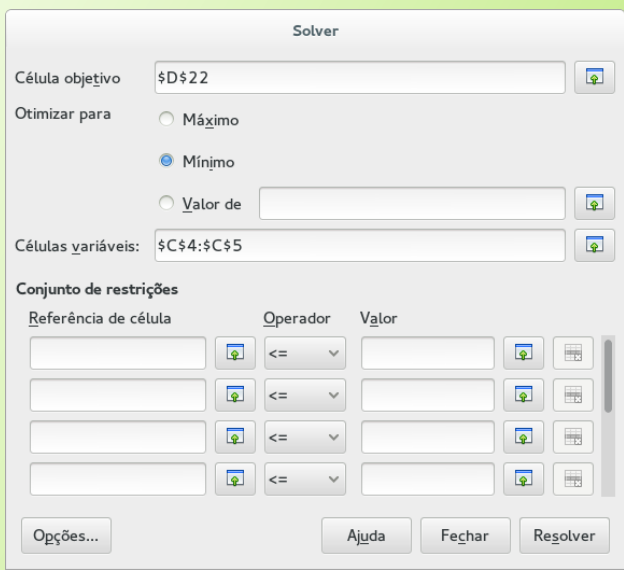 Solver
Célula objetivo $D$22
Otimizar para
Máximo
Mínimo
Valor de
Células variáveis: $C$4:$C$5
Conjunto de restrições
Referência de célula Operador Valor
<=
<=
<=
<=
Opções... Ajuda Fechar Resolver